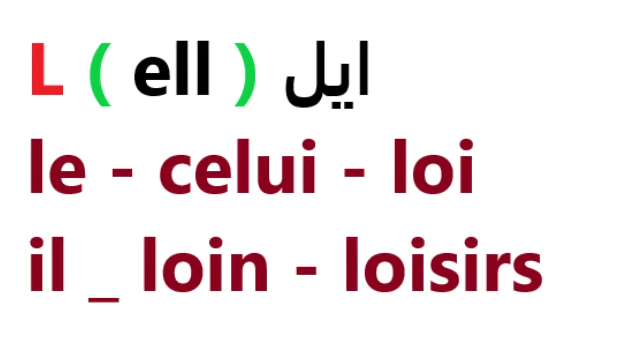 L ( ell ) ايل
le - celui - loi
il _ loin - loisirs